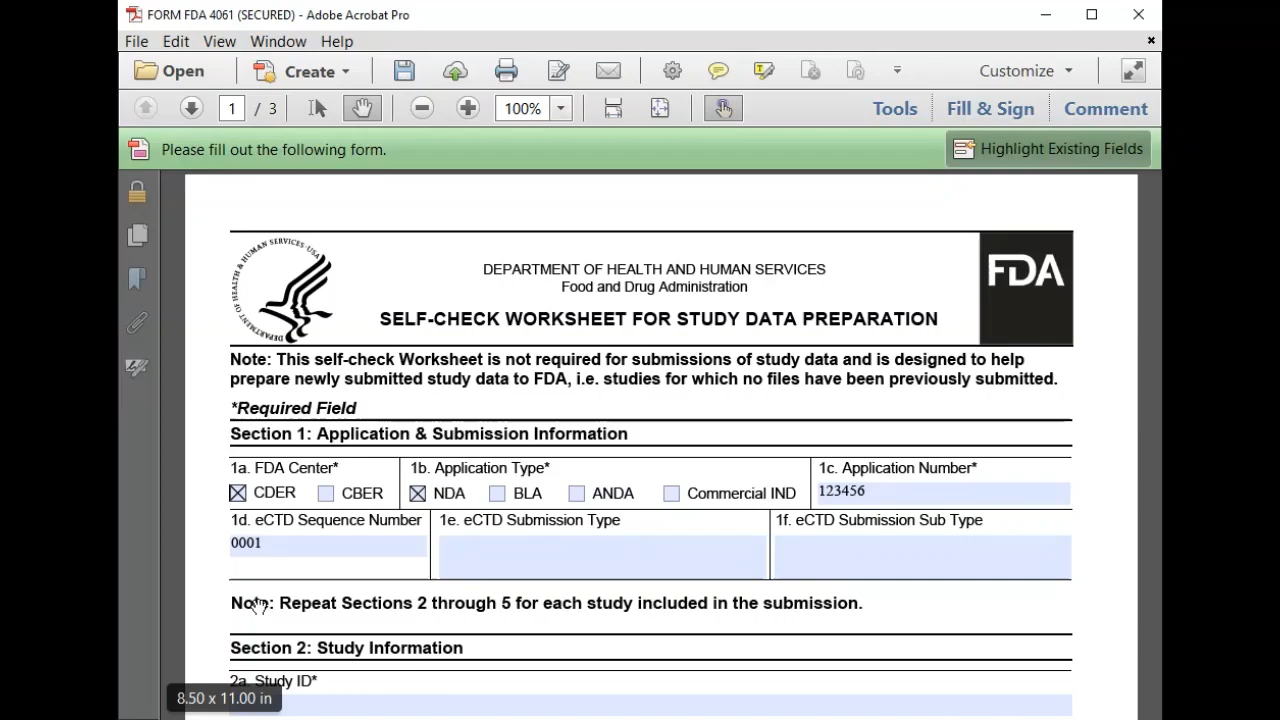 FORM FDA 4061 (SECURED) - Adobe Acrobat Pro
File Edit View Window Help
Open Create Customize
1 / 3 100% Tools Fill & Sign Comment
Please fill out the following form. Highlight Existing Fields
DEPARTMENT OF HEALTH & HUMAN SERVICES·USA
FDA
DEPARTMENT OF HEALTH AND HUMAN SERVICES
Food and Drug Administration
SELF-CHECK WORKSHEET FOR STUDY DATA PREPARATION
Note: This self-check Worksheet is not required for submissions of study data and is designed to help
prepare newly submitted study data to FDA, i.e. studies for which no files have been previously submitted.
*Required Field
Section 1: Application & Submission Information
1a. FDA Center* 1b. Application Type* 1c. Application Number*
CDER CBER NDA BLA ANDA Commercial IND 123456
1d. eCTD Sequence Number 1e. eCTD Submission Type 1f. eCTD Submission Sub Type
0001
Note: Repeat Sections 2 through 5 for each study included in the submission.
Section 2: Study Information
2a. Study ID*
8.50 x 11.00 in